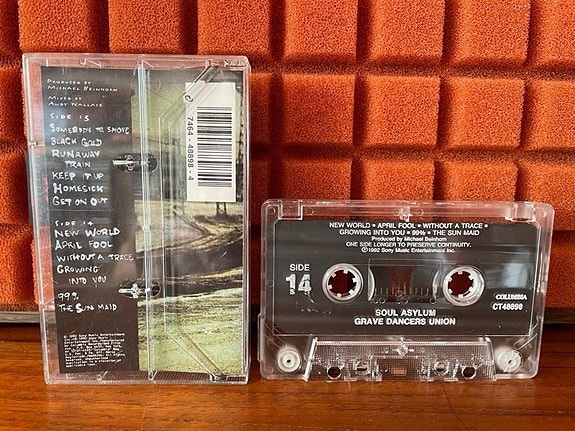 PRODUCED BY
MICHAEL BEINHORN
MIXED BY
ANDY WALLACE
SIDE 13
SOMEBODY TO SHOVE
BLACK GOLD
RUNAWAY
TRAIN
KEEP IT UP
HOMESICK
GET ON OUT
SIDE 14
NEW WORLD
APRIL FOOL
WITHOUT A TRACE
GROWING
INTO YOU
99%
THE SUN MAID
7464-48898-4
NEW WORLD • APRIL FOOL • WITHOUT A TRACE •
GROWING INTO YOU • 99% • THE SUN MAID
Produced by Michael Beinhorn
ONE SIDE LONGER TO PRESERVE CONTINUITY.
℗1992 Sony Music Entertainment Inc.
SIDE
14
COLUMBIA
CT48898
SOUL ASYLUM
GRAVE DANCERS UNION